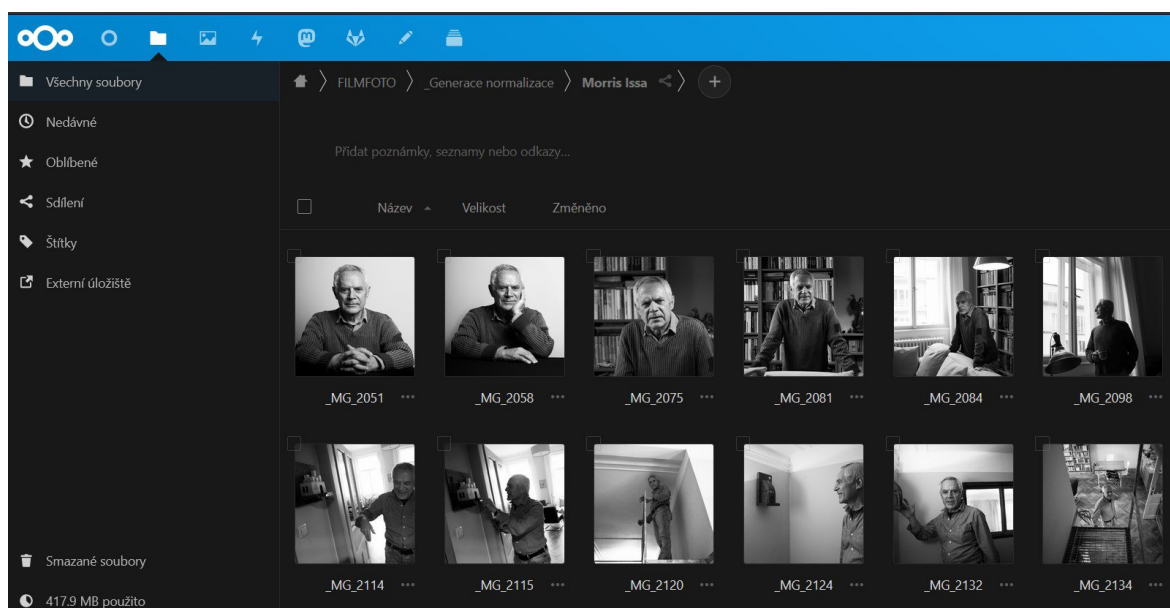 Všechny soubory
Nedávné
Oblíbené
Sdílení
Štítky
Externí úložiště
Smazané soubory
417.9 MB použito
FILMFOTO _Generace normalizace Morris Issa +
Přidat poznámky, seznamy nebo odkazy...
Název Velikost Změněno
_MG_2051 ... _MG_2058 ... _MG_2075 ... _MG_2081 ... _MG_2084 ... _MG_2098 ...
_MG_2114 ... _MG_2115 ... _MG_2120 ... _MG_2124 ... _MG_2132 ... _MG_2134 ...